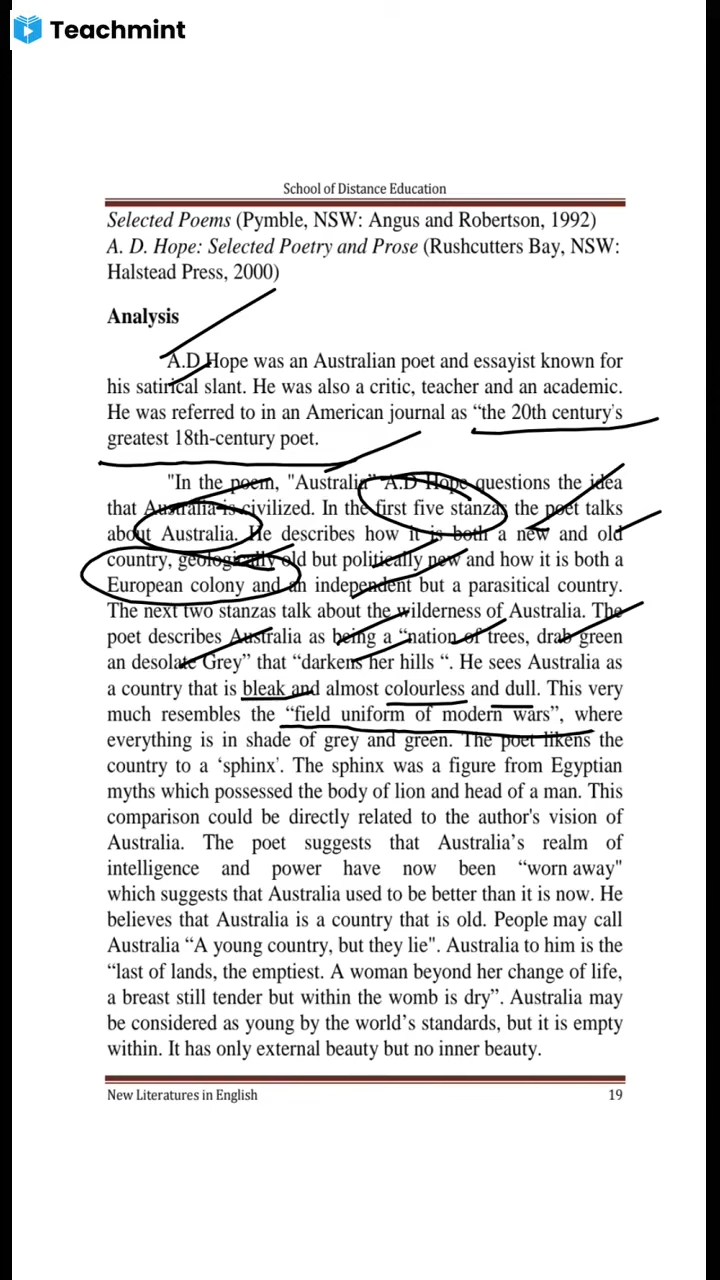 Teachmint
School of Distance Education
Selected Poems (Pymble, NSW: Angus and Robertson, 1992)
A. D. Hope: Selected Poetry and Prose (Rushcutters Bay, NSW:
Halstead Press, 2000)
Analysis
A.D Hope was an Australian poet and essayist known for
his satirical slant. He was also a critic, teacher and an academic.
He was referred to in an American journal as “the 20th century's
greatest 18th-century poet.
"In the poem, "Australia” A.D Hope questions the idea
that Australia is civilized. In the first five stanzas the poet talks
about Australia. He describes how it is both a new and old
country, geologically old but politically new and how it is both a
European colony and an independent but a parasitical country.
The next two stanzas talk about the wilderness of Australia. The
poet describes Australia as being a “nation of trees, drab green
an desolate Grey” that “darkens her hills “. He sees Australia as
a country that is bleak and almost colourless and dull. This very
much resembles the “field uniform of modern wars”, where
everything is in shade of grey and green. The poet likens the
country to a ‘sphinx’. The sphinx was a figure from Egyptian
myths which possessed the body of lion and head of a man. This
comparison could be directly related to the author's vision of
Australia. The poet suggests that Australia’s realm of
intelligence and power have now been “worn away"
which suggests that Australia used to be better than it is now. He
believes that Australia is a country that is old. People may call
Australia “A young country, but they lie". Australia to him is the
“last of lands, the emptiest. A woman beyond her change of life,
a breast still tender but within the womb is dry”. Australia may
be considered as young by the world’s standards, but it is empty
within. It has only external beauty but no inner beauty.
New Literatures in English 19